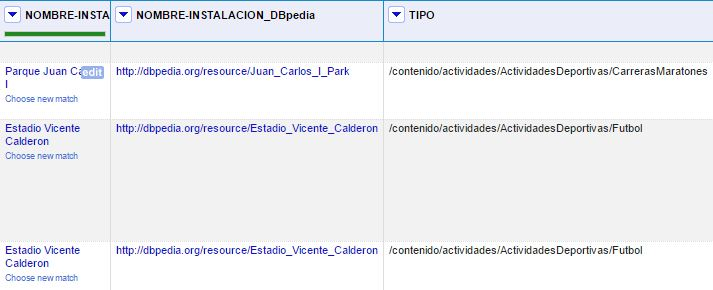 NOMBRE-INSTA NOMBRE-INSTALACION_DBpedia TIPO
Parque Juan Ca edit http://dbpedia.org/resource/Juan_Carlos_I_Park /contenido/actividades/ActividadesDeportivas/CarrerasMaratones
I
Choose new match
Estadio Vicente http://dbpedia.org/resource/Estadio_Vicente_Calderon /contenido/actividades/ActividadesDeportivas/Futbol
Calderon
Choose new match
Estadio Vicente http://dbpedia.org/resource/Estadio_Vicente_Calderon /contenido/actividades/ActividadesDeportivas/Futbol
Calderon
Choose new match